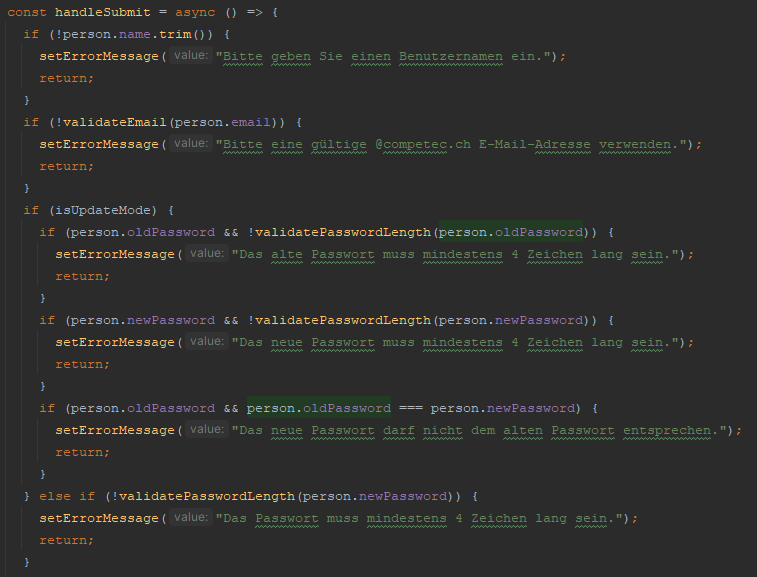 const handleSubmit = async () => {
if (!person.name.trim()) {
setErrorMessage( value: "Bitte geben Sie einen Benutzernamen ein.");
return;
}
if (!validateEmail(person.email)) {
setErrorMessage( value: "Bitte eine gültige @competec.ch E-Mail-Adresse verwenden.");
return;
}
if (isUpdateMode) {
if (person.oldPassword && !validatePasswordLength(person.oldPassword)) {
setErrorMessage( value: "Das alte Passwort muss mindestens 4 Zeichen lang sein.");
return;
}
if (person.newPassword && !validatePasswordLength(person.newPassword)) {
setErrorMessage( value: "Das neue Passwort muss mindestens 4 Zeichen lang sein.");
return;
}
if (person.oldPassword && person.oldPassword === person.newPassword) {
setErrorMessage( value: "Das neue Passwort darf nicht dem alten Passwort entsprechen.");
return;
}
} else if (!validatePasswordLength(person.newPassword)) {
setErrorMessage( value: "Das Passwort muss mindestens 4 Zeichen lang sein.");
return;
}